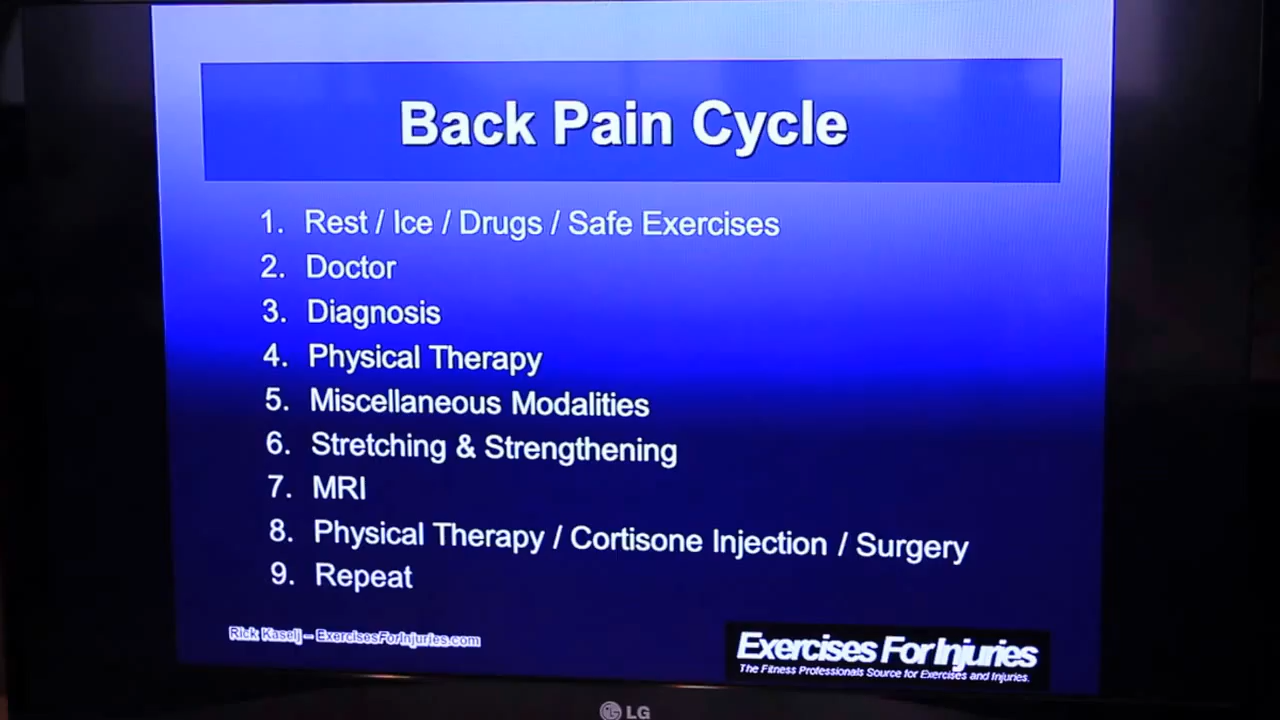 Back Pain Cycle
1. Rest / Ice / Drugs / Safe Exercises
2. Doctor
3. Diagnosis
4. Physical Therapy
5. Miscellaneous Modalities
6. Stretching & Strengthening
7. MRI
8. Physical Therapy / Cortisone Injection / Surgery
9. Repeat
Rick Kaselj – ExercisesForInjuries.com
Exercises For Injuries
The Fitness Professionals Source for Exercises and Injuries.
LG